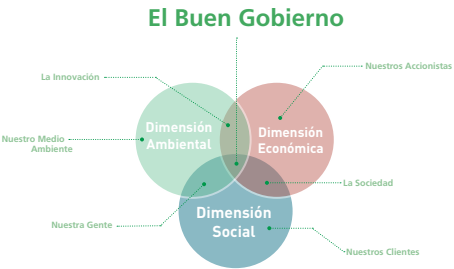 El Buen Gobierno
Nuestros Accionistas
La Innovación
Dimensión
Ambiental
Dimensión
Económica
Nuestro Medio
Ambiente
La Sociedad
Dimensión
Social
Nuestra Gente
Nuestros Clientes